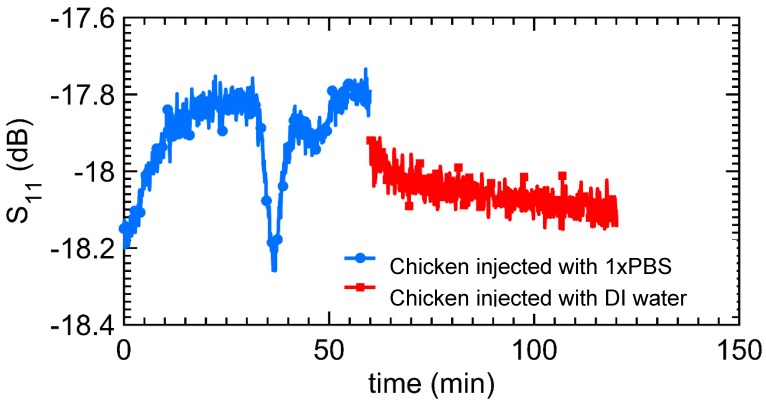 -17.6
-17.8
-18
-18.2
-18.4
S11 (dB)
Chicken injected with 1xPBS
Chicken injected with DI water
0
50
100
150
time (min)